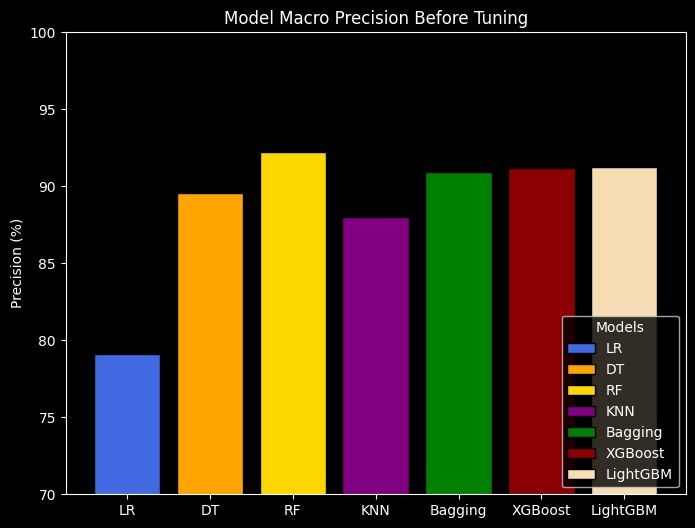 Model Macro Precision Before Tuning
Precision (%)
100
95
90
85
80
75
70
LR DT RF KNN Bagging XGBoost LightGBM
Models
LR
DT
RF
KNN
Bagging
XGBoost
LightGBM